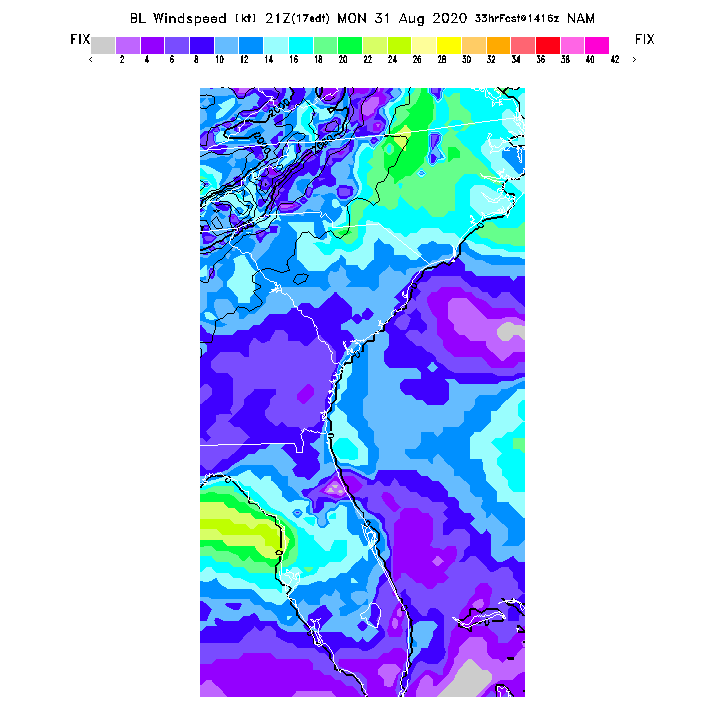 BL Windspeed [kt] 21Z(17edt) MON 31 Aug 2020 33hrFcst@1416z NAM
FIX FIX
< 2 4 6 8 10 12 14 16 18 20 22 24 26 28 30 32 34 36 38 40 42 >